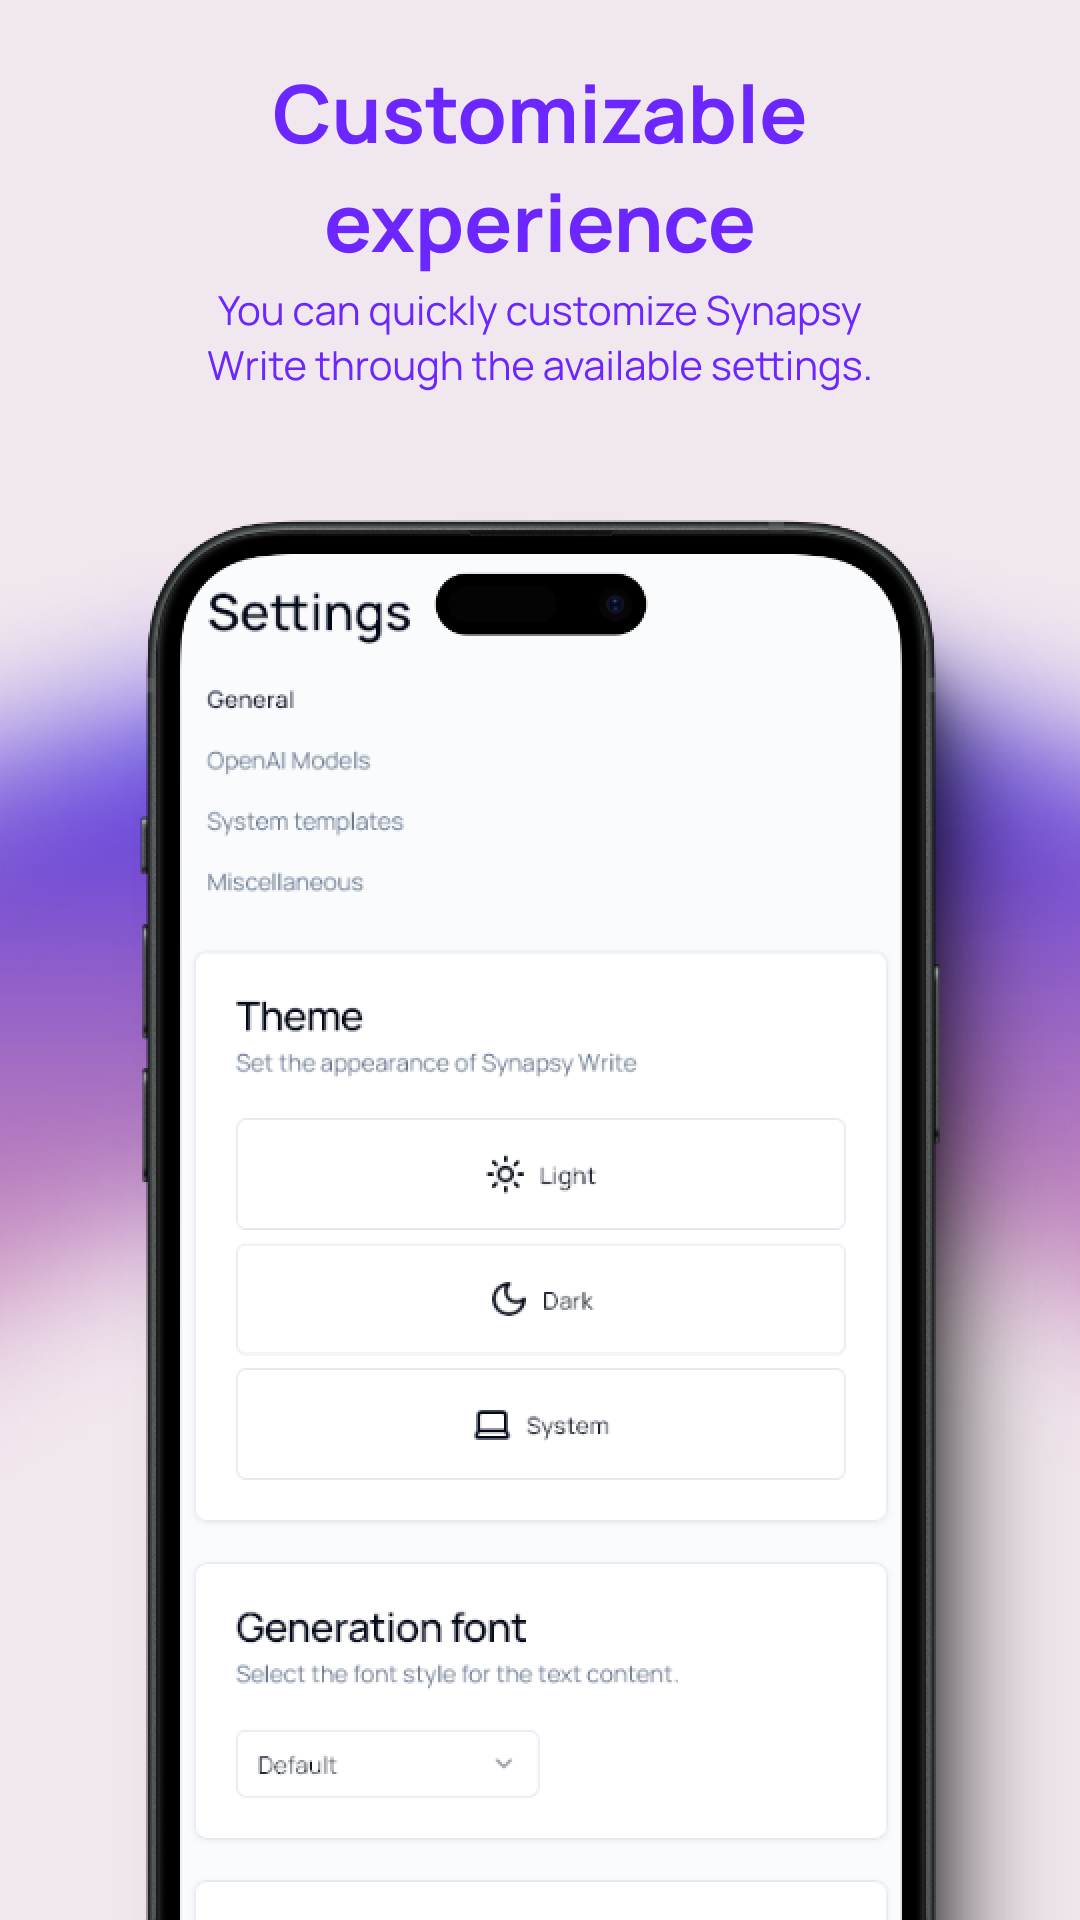 Customizable
experience
You can quickly customize Synapsy
Write through the available settings.
Settings
General
OpenAI Models
System templates
Miscellaneous
Theme
Set the appearance of Synapsy Write
Light
Dark
System
Generation font
Select the font style for the text content.
Default